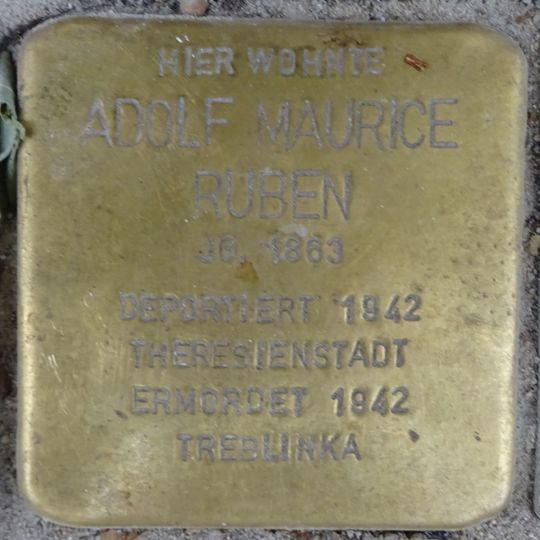 HIER WOHNTE
ADOLF MAURICE
RUBEN
JG. 1863
DEPORTIERT 1942
THERESIENSTADT
ERMORDET 1942
TREBLINKA